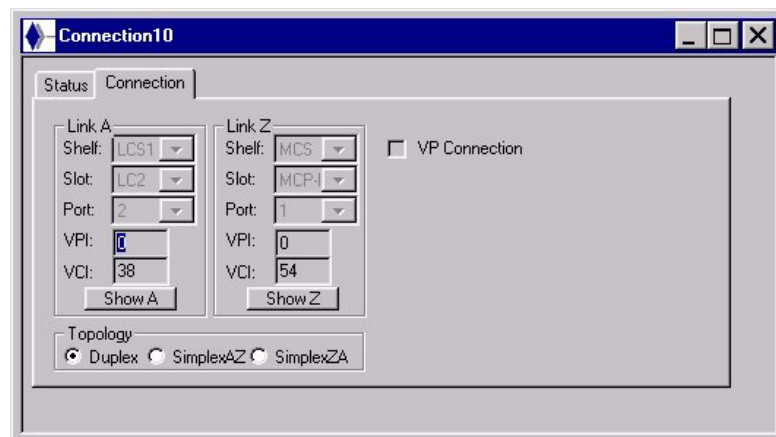 Connection10
Status Connection
Link A Link Z
Shelf: LCS1 Shelf: MCS VP Connection
Slot: LC2 Slot: MCP-I
Port: 2 Port: 1
VPI: 0 VPI: 0
VCI: 38 VCI: 54
Show A Show Z
Topology
Duplex SimplexAZ SimplexZA